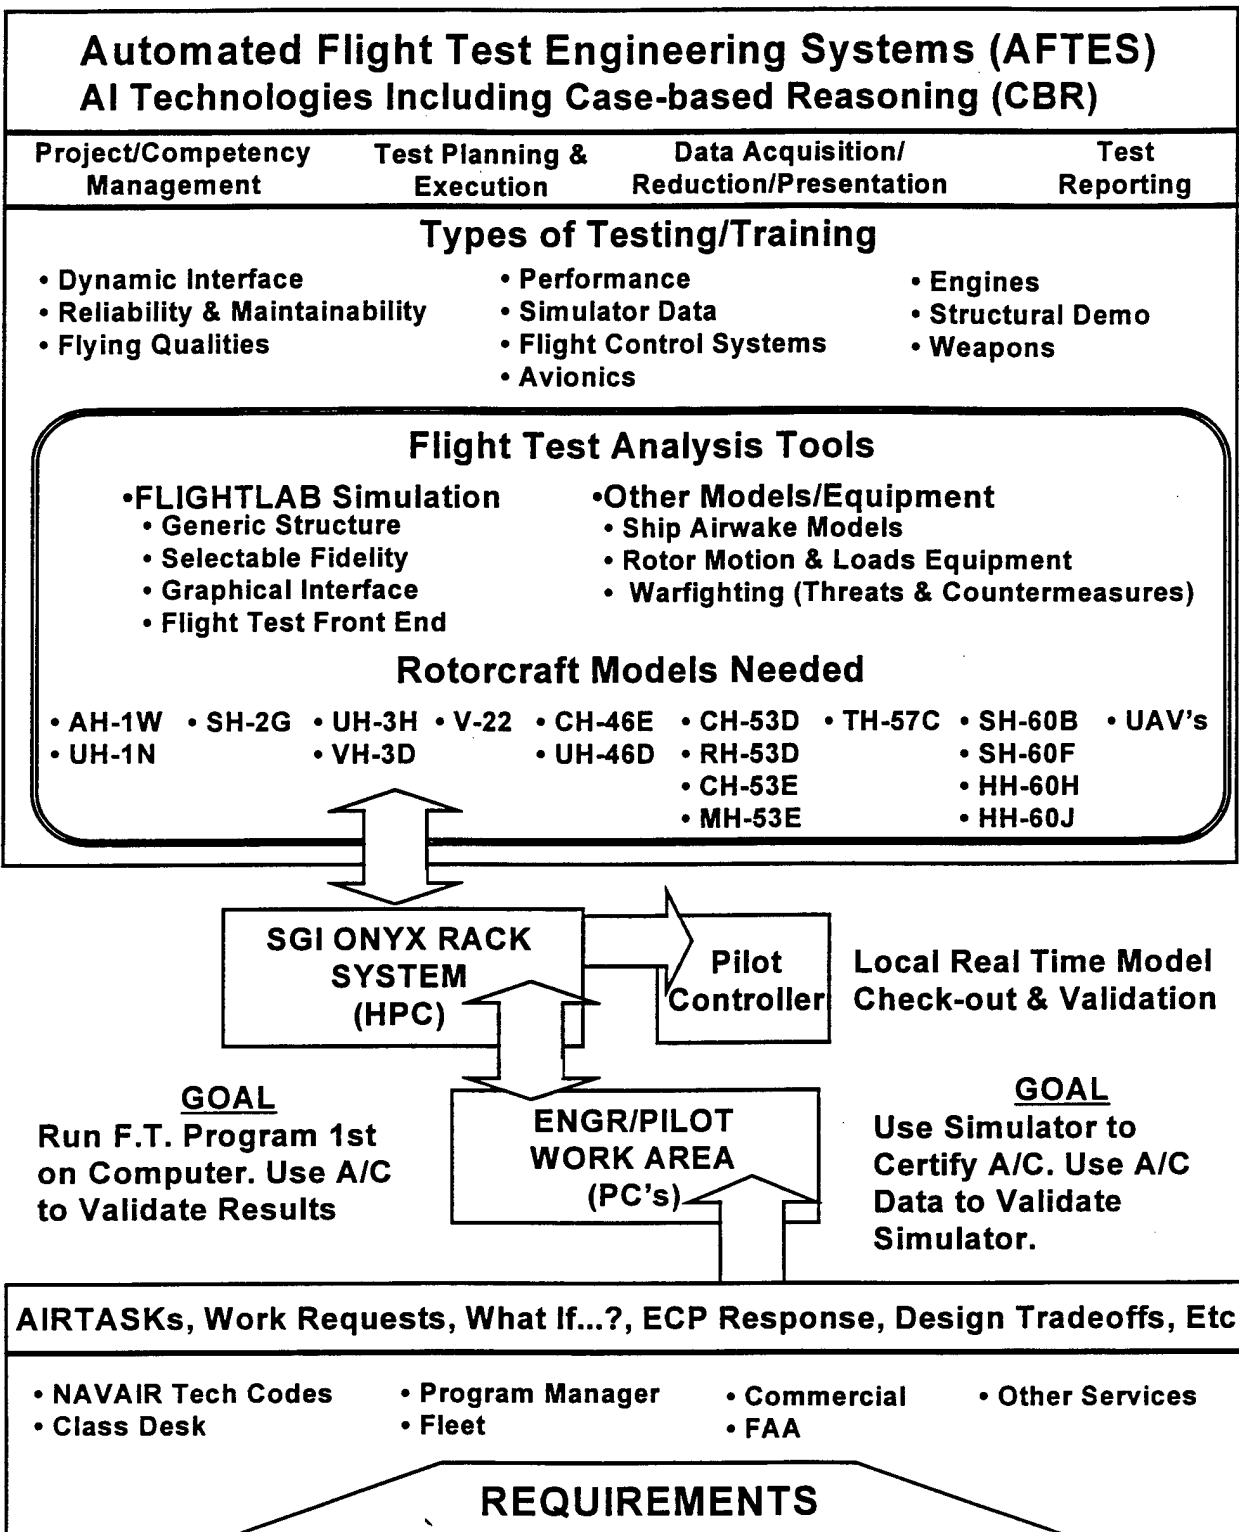 Automated Flight Test Engineering Systems (AFTES)
AI Technologies Including Case-based Reasoning (CBR)
Project/Competency
Management
Test Planning &
Execution
Data Acquisition/
Reduction/Presentation
Test
Reporting
Types of Testing/Training
• Dynamic Interface
• Reliability & Maintainability
• Flying Qualities
• Performance
• Simulator Data
• Flight Control Systems
• Avionics
• Engines
• Structural Demo
• Weapons
Flight Test Analysis Tools
•FLIGHTLAB Simulation
• Generic Structure
• Selectable Fidelity
• Graphical Interface
• Flight Test Front End
•Other Models/Equipment
• Ship Airwake Models
• Rotor Motion & Loads Equipment
• Warfighting (Threats & Countermeasures)
Rotorcraft Models Needed
• AH-1W • SH-2G • UH-3H • V-22 • CH-46E • CH-53D • TH-57C • SH-60B • UAV's
• UH-1N • VH-3D • UH-46D • RH-53D • SH-60F
• CH-53E • HH-60H
• MH-53E • HH-60J
SGI ONYX RACK
SYSTEM
(HPC)
Pilot
Controller
Local Real Time Model
Check-out & Validation
GOAL
Run F.T. Program 1st
on Computer. Use A/C
to Validate Results
ENGR/PILOT
WORK AREA
(PC's)
GOAL
Use Simulator to
Certify A/C. Use A/C
Data to Validate
Simulator.
AIRTASKs, Work Requests, What If...?, ECP Response, Design Tradeoffs, Etc
• NAVAIR Tech Codes
• Class Desk
• Program Manager
• Fleet
• Commercial
• FAA
• Other Services
REQUIREMENTS